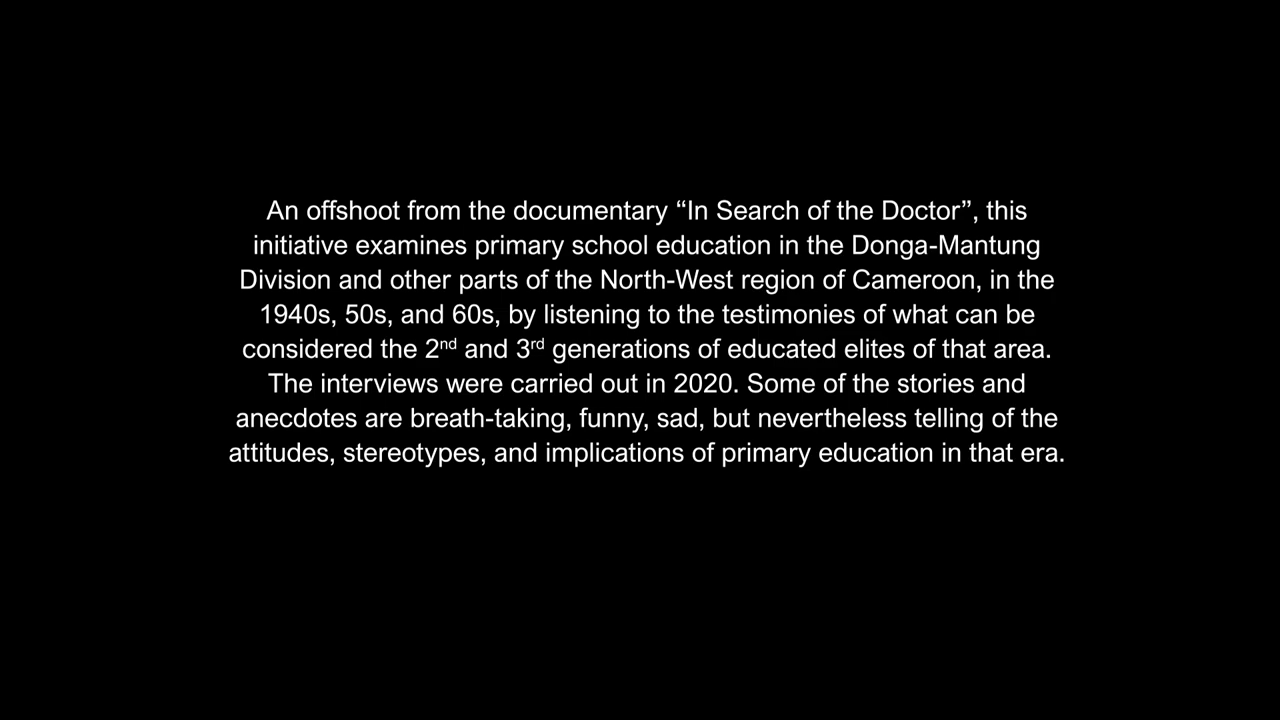 An offshoot from the documentary “In Search of the Doctor”, this
initiative examines primary school education in the Donga-Mantung
Division and other parts of the North-West region of Cameroon, in the
1940s, 50s, and 60s, by listening to the testimonies of what can be
considered the 2nd and 3rd generations of educated elites of that area.
The interviews were carried out in 2020. Some of the stories and
anecdotes are breath-taking, funny, sad, but nevertheless telling of the
attitudes, stereotypes, and implications of primary education in that era.